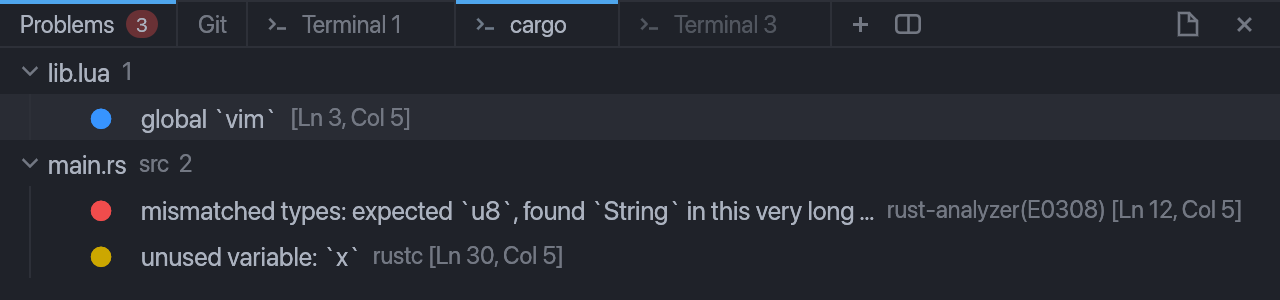 Problems 3 Git Terminal 1 cargo Terminal 3
lib.lua 1
global `vim` [Ln 3, Col 5]
main.rs src 2
mismatched types: expected `u8`, found `String` in this very long ... rust-analyzer(E0308) [Ln 12, Col 5]
unused variable: `x` rustc [Ln 30, Col 5]